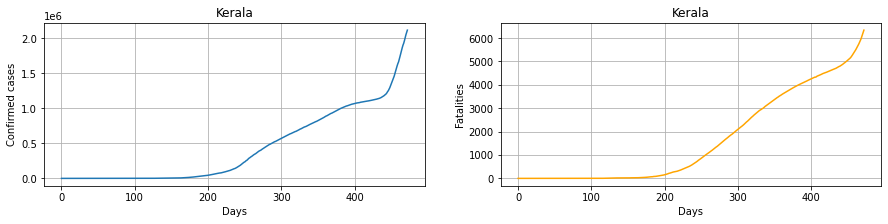 Kerala
1e6
Confirmed cases
2.0
1.5
1.0
0.5
0.0
0 100 200 300 400
Days
Kerala
Fatalities
6000
5000
4000
3000
2000
1000
0
0 100 200 300 400
Days